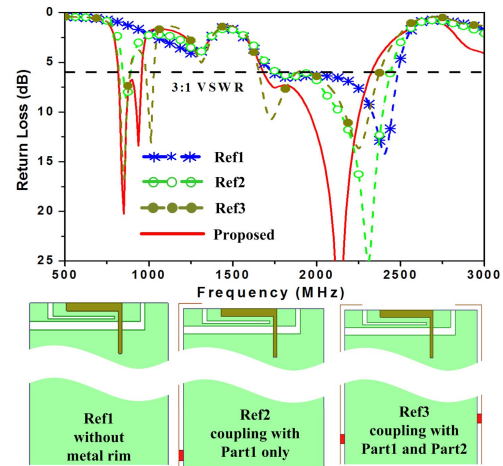 Return Loss (dB)
0
5
10
15
20
25
3:1 VSWR
Ref1
Ref2
Ref3
Proposed
500 1000 1500 2000 2500 3000
Frequency (MHz)
Ref1
without
metal rim
Ref2
coupling with
Part1 only
Ref3
coupling with
Part1 and Part2